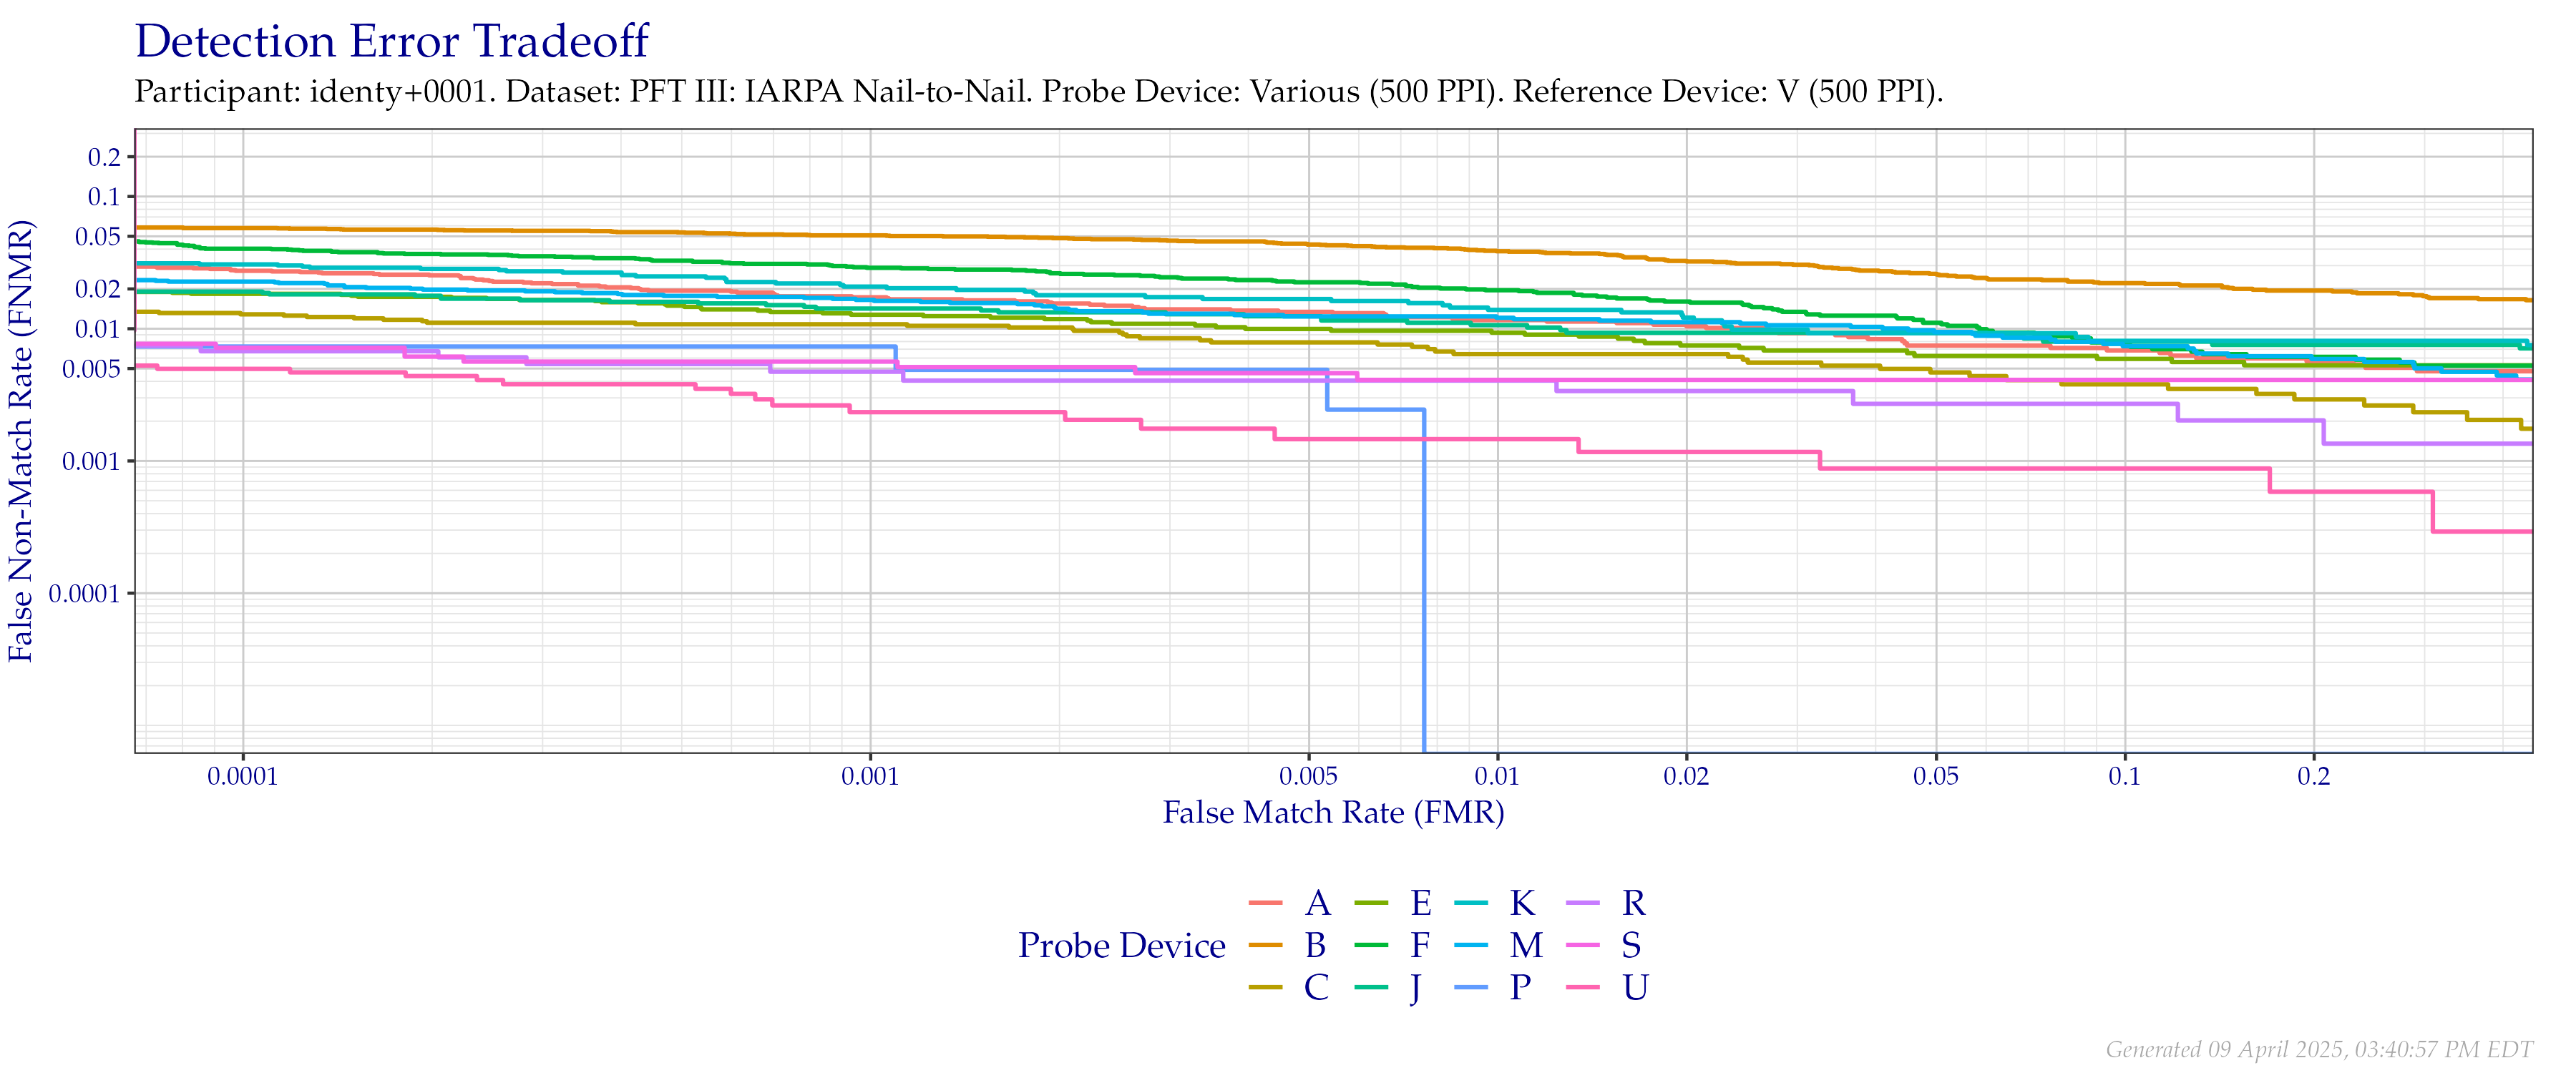 Detection Error Tradeoff
Participant: identy+0001. Dataset: PFT III: IARPA Nail-to-Nail. Probe Device: Various (500 PPI). Reference Device: V (500 PPI).
False Non-Match Rate (FNMR)
0.2
0.1
0.05
0.02
0.01
0.005
0.001
0.0001
0.0001 0.001 0.005 0.01 0.02 0.05 0.1 0.2
False Match Rate (FMR)
A E K R
Probe Device B F M S
C J P U
Generated 09 April 2025, 03:40:57 PM EDT